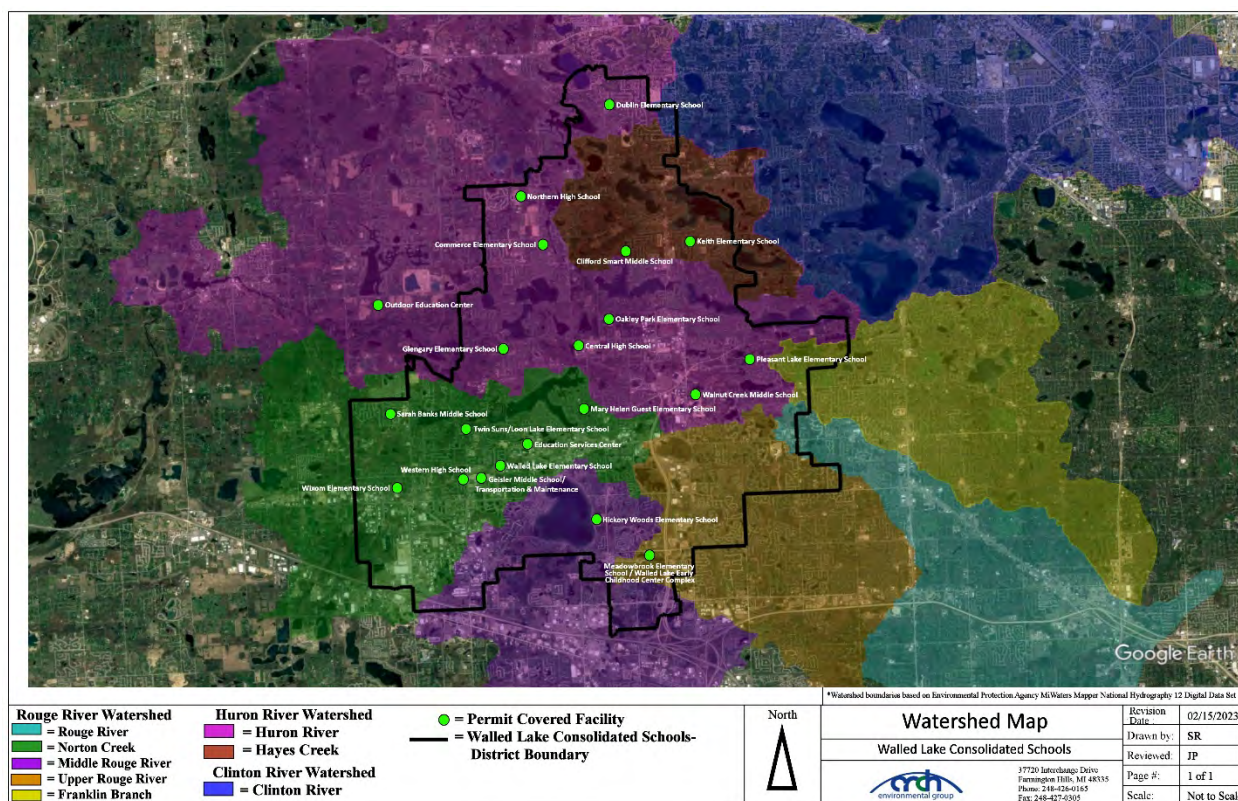 Dublin Elementary School
Northern High School
Commerce Elementary School
Keith Elementary School
Clifford Smart Middle School
Outdoor Education Center
Oakley Park Elementary School
Glengary Elementary School
Central High School
Pleasant Lake Elementary School
Walnut Creek Middle School
Mary Helen Guest Elementary School
Sarah Banks Middle School
Twin Suns/Loon Lake Elementary School
Education Services Center
Walled Lake Elementary School
Western High School
Geisler Middle School/
Transportation & Maintenance
Wixom Elementary School
Hickory Woods Elementary School
Meadowbrook Elementary
School / Walled Lake Early
Childhood Center Complex
Google Earth
*Watershed boundaries based on Environmental Protection Agency MiWaters Mapper National Hydrography 12 Digital Data Set
Rouge River Watershed
= Rouge River
= Norton Creek
= Middle Rouge River
= Upper Rouge River
= Franklin Branch
Huron River Watershed
= Huron River
= Hayes Creek
Clinton River Watershed
= Clinton River
= Permit Covered Facility
= Walled Lake Consolidated Schools-
District Boundary
North
Watershed Map
Walled Lake Consolidated Schools
environmental group
37720 Interchange Drive
Farmington Hills, MI 48335
Phone: 248-426-0165
Fax: 248-427-0305
Revision
Date : 02/15/2023
Drawn by: SR
Reviewed: JP
Page #: 1 of 1
Scale: Not to Scale